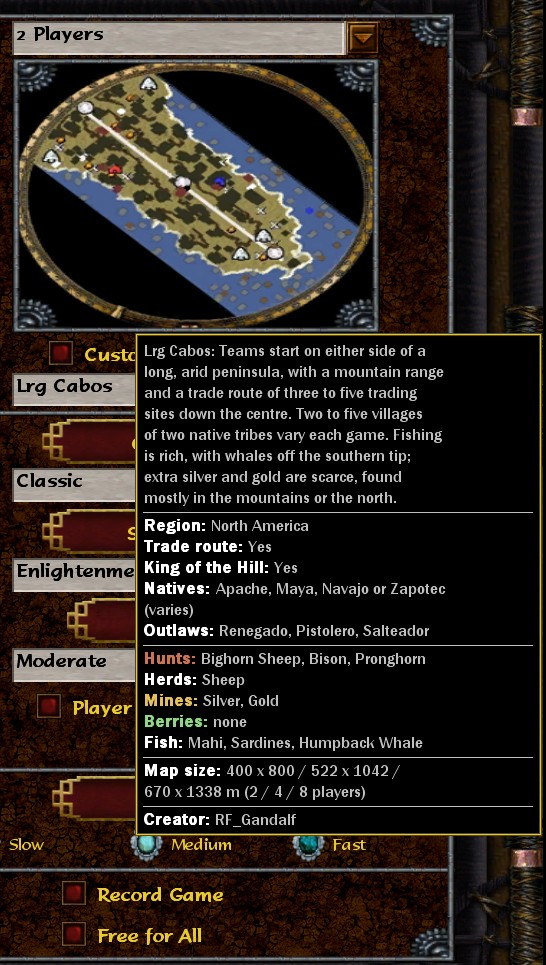 2 Players
Custo
Lrg Cabos
Classic
S
Enlightenme
Moderate
Player
Lrg Cabos: Teams start on either side of a
long, arid peninsula, with a mountain range
and a trade route of three to five trading
sites down the centre. Two to five villages
of two native tribes vary each game. Fishing
is rich, with whales off the southern tip;
extra silver and gold are scarce, found
mostly in the mountains or the north.
Region: North America
Trade route: Yes
King of the Hill: Yes
Natives: Apache, Maya, Navajo or Zapotec
(varies)
Outlaws: Renegado, Pistolero, Salteador
Hunts: Bighorn Sheep, Bison, Pronghorn
Herds: Sheep
Mines: Silver, Gold
Berries: none
Fish: Mahi, Sardines, Humpback Whale
Map size: 400 x 800 / 522 x 1042 /
670 x 1338 m (2 / 4 / 8 players)
Creator: RF_Gandalf
Slow Medium Fast
Record Game
Free for All